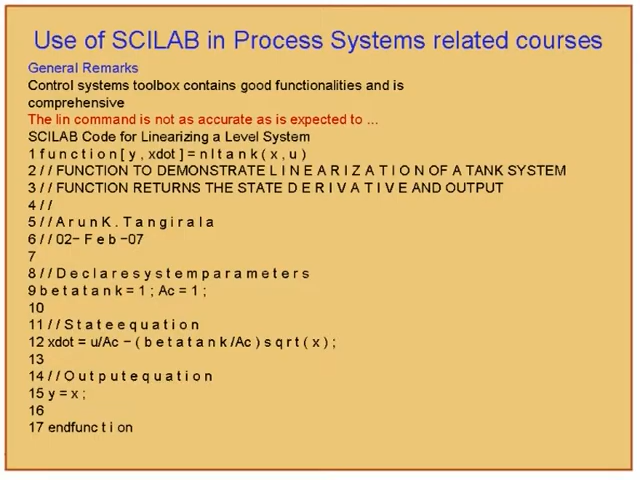 Use of SCILAB in Process Systems related courses
General Remarks
Control systems toolbox contains good functionalities and is
comprehensive
The lin command is not as accurate as is expected to ...
SCILAB Code for Linearizing a Level System
1 f u n c t i o n [ y , xdot ] = n l t a n k ( x , u )
2 / / FUNCTION TO DEMONSTRATE L I N E A R I Z A T I O N OF A TANK SYSTEM
3 / / FUNCTION RETURNS THE STATE D E R I V A T I V E AND OUTPUT
4 / /
5 / / A r u n K . T a n g i r a l a
6 / / 02− F e b −07
7
8 / / D e c l a r e s y s t e m p a r a m e t e r s
9 b e t a t a n k = 1 ; Ac = 1 ;
10
11 / / S t a t e e q u a t i o n
12 xdot = u/Ac − ( b e t a t a n k /Ac ) s q r t ( x ) ;
13
14 / / O u t p u t e q u a t i o n
15 y = x ;
16
17 endfunc t i on